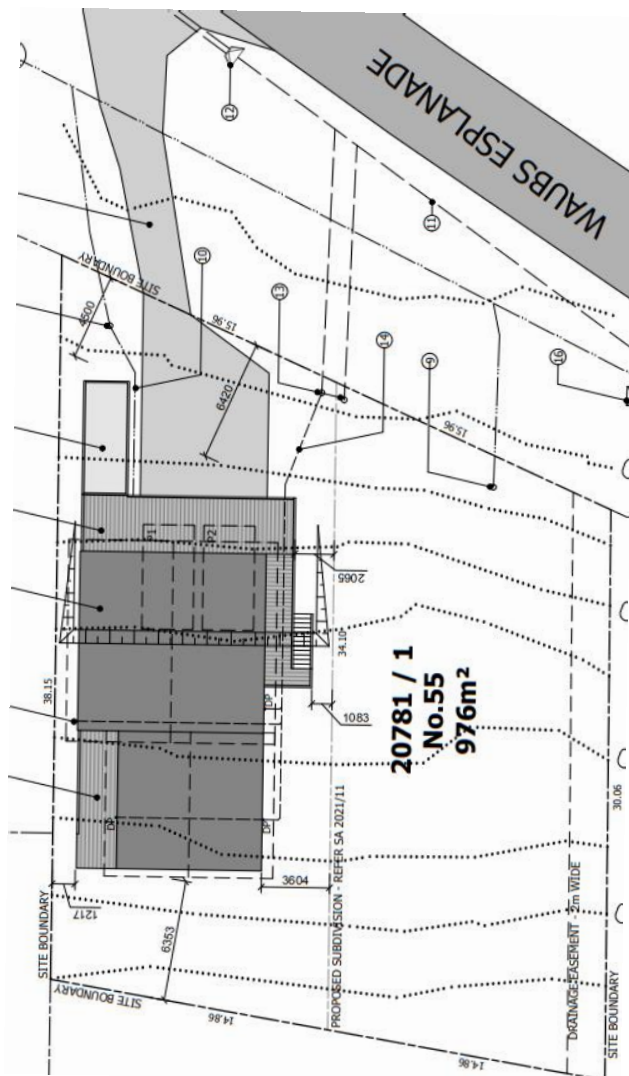 WAUBS ESPLANADE
12
11
10
SITE BOUNDARY
4500
15.96
13
14
9
16
6420
15.96
P1
P2
2065
34.10
38.15
20781 / 1
No.55
976m²
DP
1083
30.06
DP
DP
3604
1217
6353
SITE BOUNDARY
PROPOSED SUBDIVISION - REFER SA 2021/11
DRAINAGE EASEMENT - 2m WIDE
SITE BOUNDARY
SITE BOUNDARY
14.86
14.86